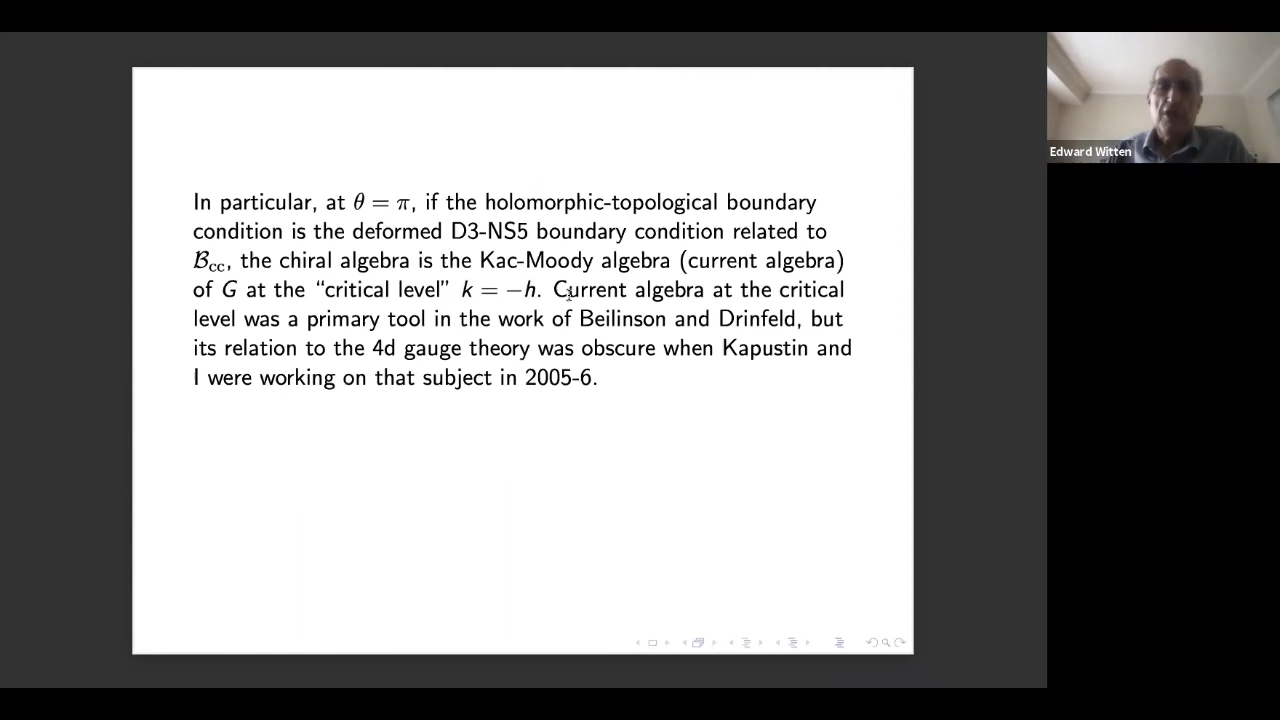 In particular, at θ = π, if the holomorphic-topological boundary
condition is the deformed D3-NS5 boundary condition related to
ℬcc, the chiral algebra is the Kac-Moody algebra (current algebra)
of G at the “critical level” k = −h. Current algebra at the critical
level was a primary tool in the work of Beilinson and Drinfeld, but
its relation to the 4d gauge theory was obscure when Kapustin and
I were working on that subject in 2005-6.
Edward Witten